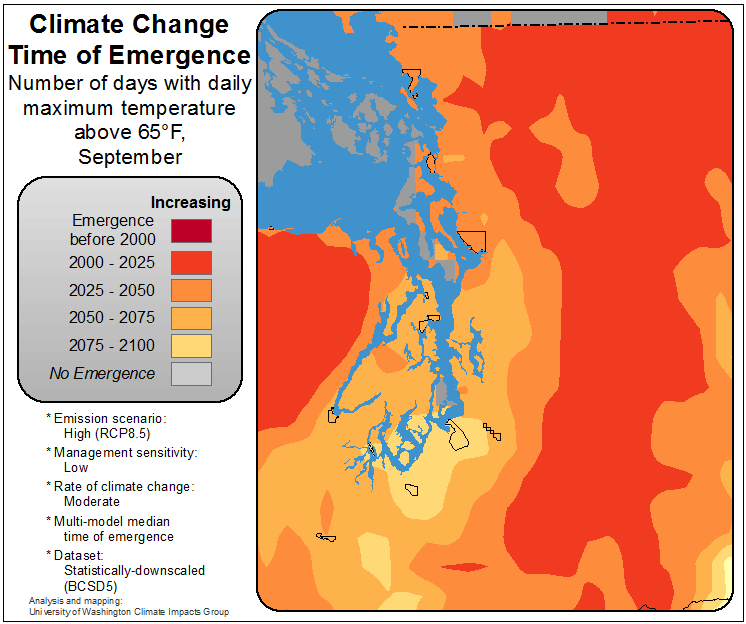 Climate Change
Time of Emergence
Number of days with daily
maximum temperature
above 65°F,
September
Increasing
Emergence
before 2000
2000 - 2025
2025 - 2050
2050 - 2075
2075 - 2100
No Emergence
* Emission scenario:
High (RCP8.5)
* Management sensitivity:
Low
* Rate of climate change:
Moderate
* Multi-model median
time of emergence
* Dataset:
Statistically-downscaled
(BCSD5)
Analysis and mapping:
University of Washington Climate Impacts Group